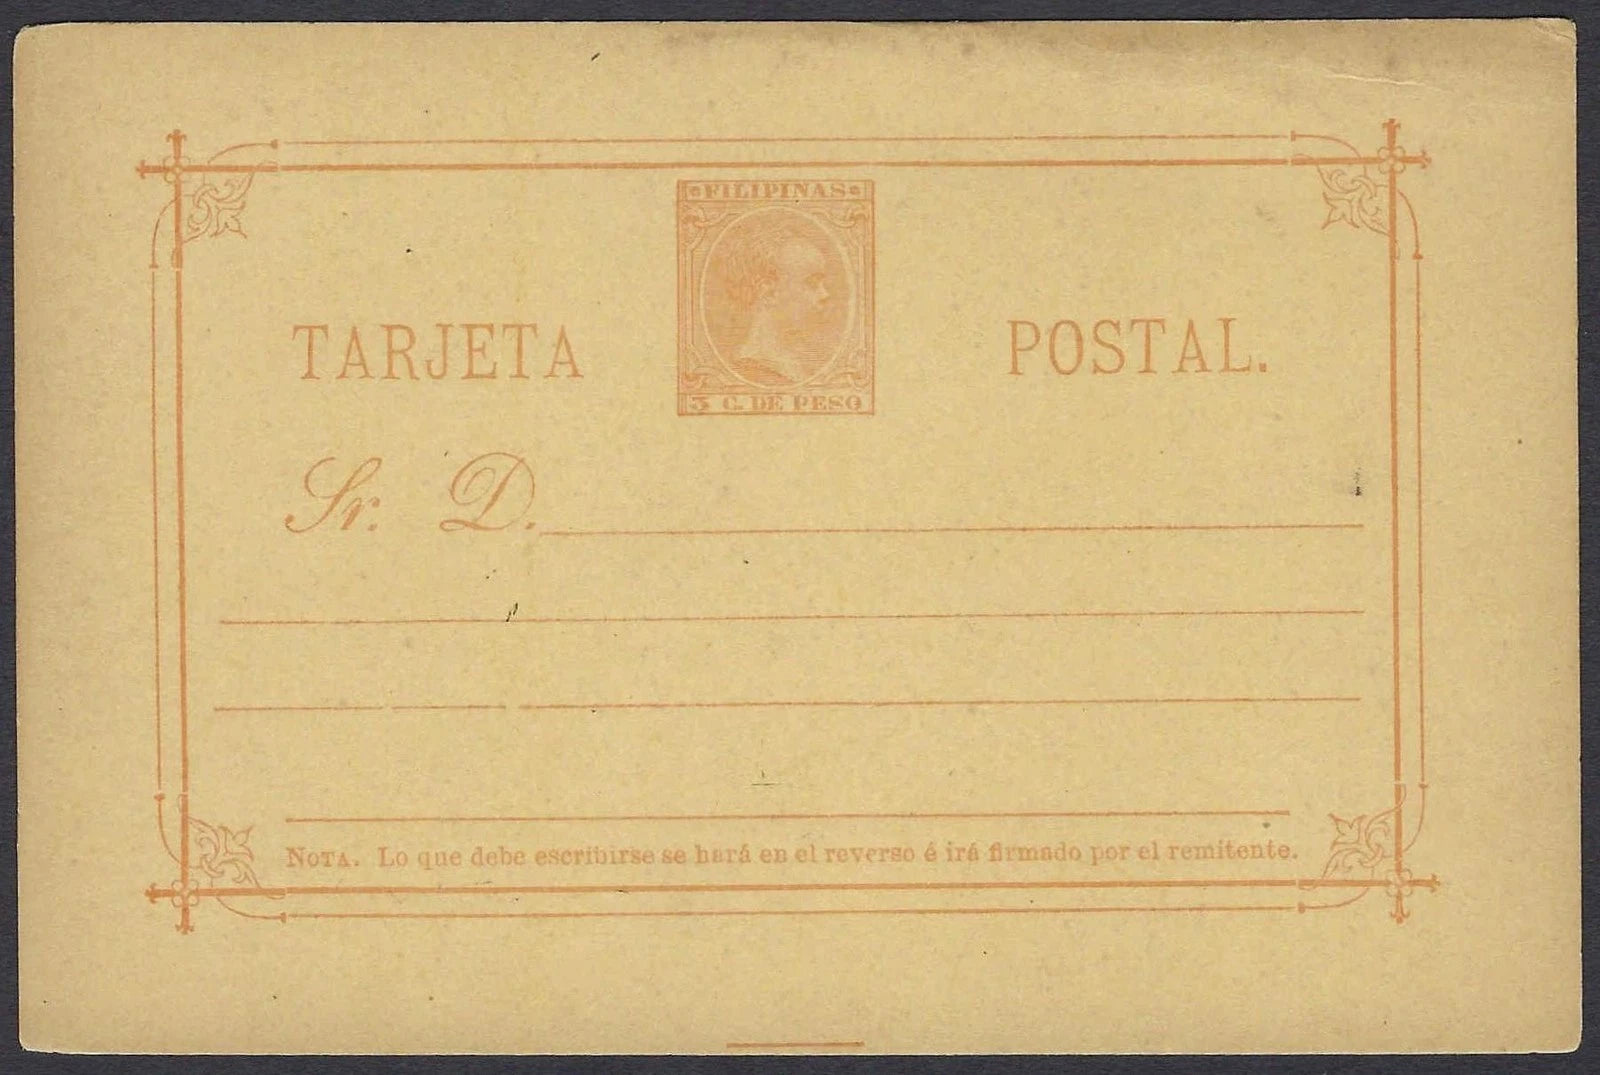 FILIPINAS
TARJETA POSTAL.
3 C. DE PESO
Sr. D.
NOTA. Lo que debe escribirse se hará en el reverso é irá firmado por el remitente.